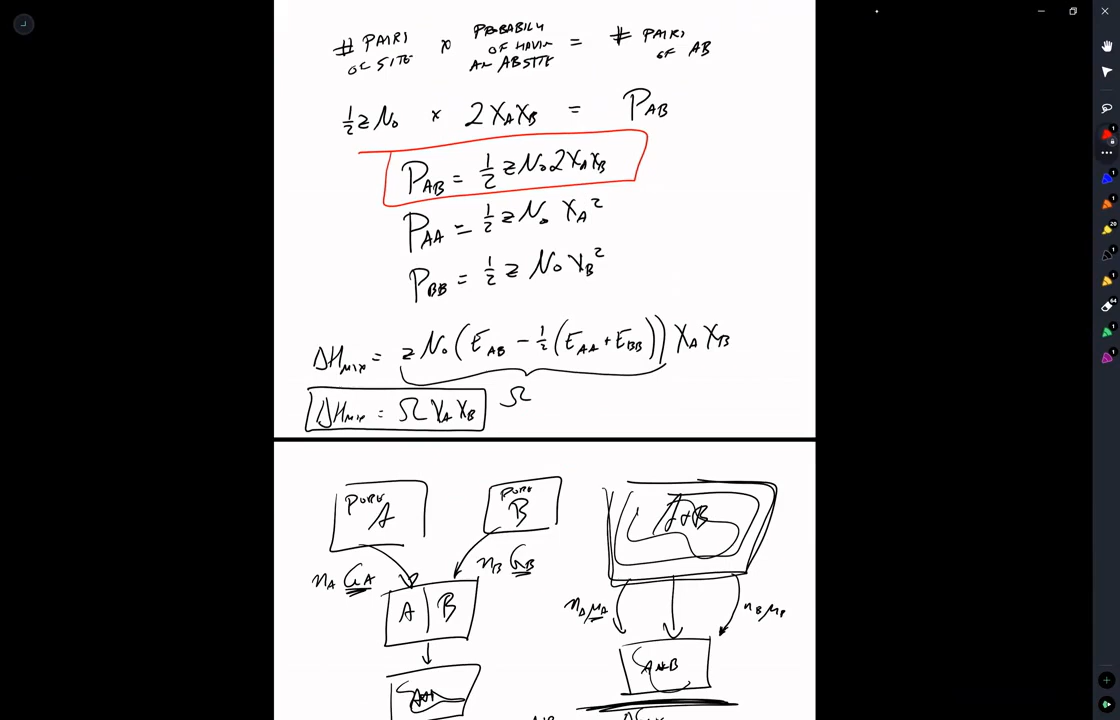 # PAIRS × PROBABILITY = # PAIRS
OF SITE OF HAVIN OF AB
AN AB SITE
½ z N₀ × 2 X_A X_B = P_AB
P_AB = ½ z N₀ 2 X_A X_B
P_AA = ½ z N₀ X_A²
P_BB = ½ z N₀ X_B²
ΔH_MIX = z N₀ (E_AB − ½ (E_AA + E_BB)) X_A X_B
ΔH_MIX = Ω X_A X_B Ω
PURE A
PURE B
A+B
n_A G_A
n_B G_B
A B
n_A μ_A
n_B μ_B
A+B